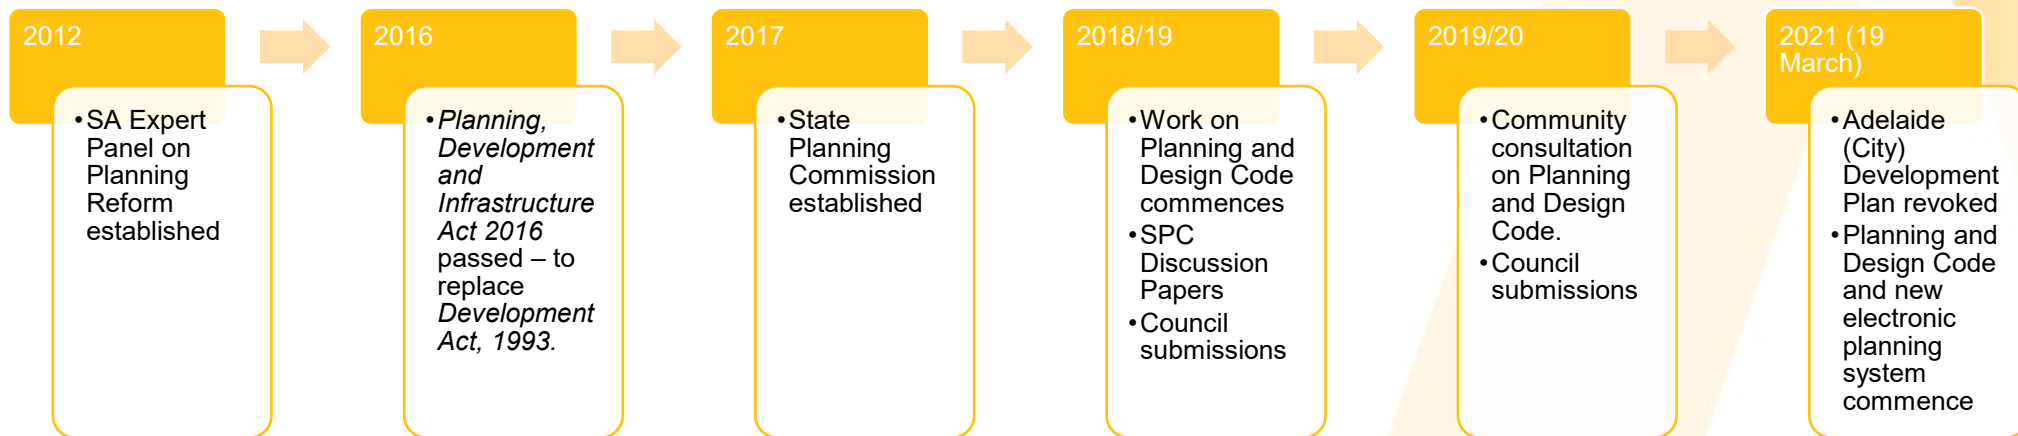 2012
•SA Expert
Panel on
Planning
Reform
established
2016
•Planning,
Development
and
Infrastructure
Act 2016
passed – to
replace
Development
Act, 1993.
2017
•State
Planning
Commission
established
2018/19
•Work on
Planning and
Design Code
commences
•SPC
Discussion
Papers
•Council
submissions
2019/20
•Community
consultation
on Planning
and Design
Code.
•Council
submissions
2021 (19
March)
•Adelaide
(City)
Development
Plan revoked
•Planning and
Design Code
and new
electronic
planning
system
commence